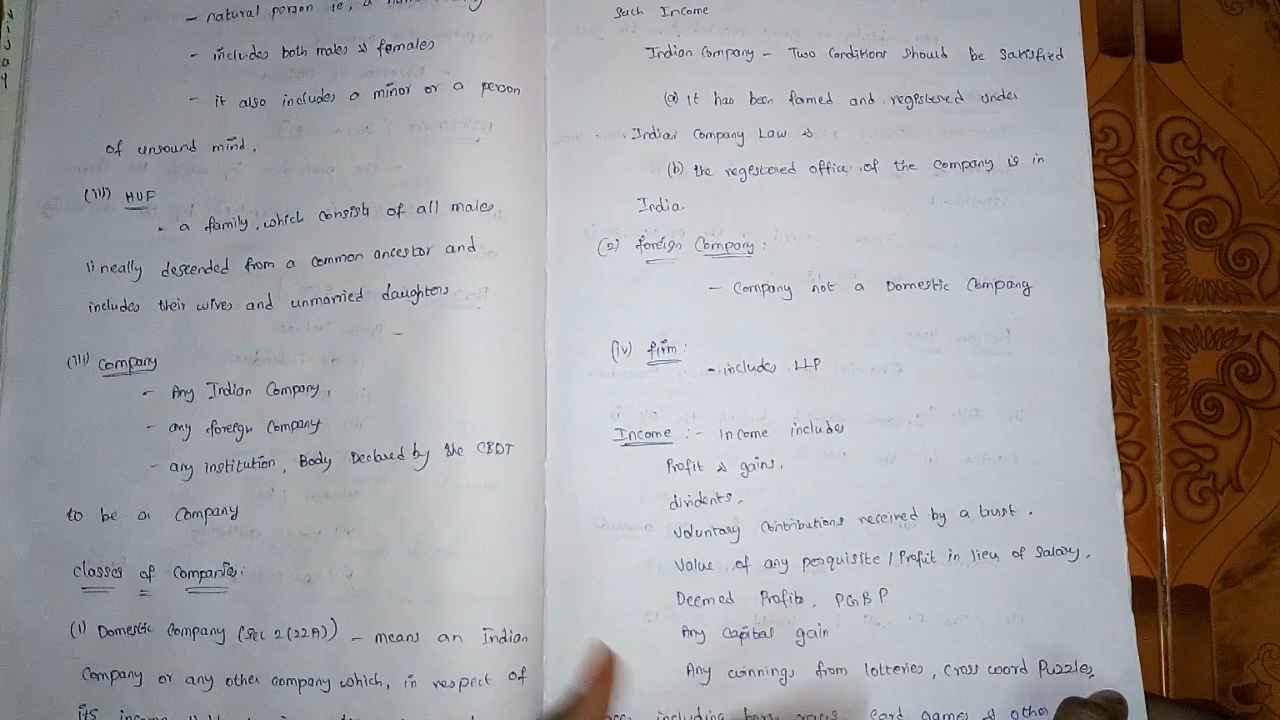 - natural person ie, a
- includes both males & females
- it also includes a minor or a person
of unsound mind.
(ii) HUF
- a family, which consists of all males
lineally descended from a common ancestor and
includes their wives and unmarried daughters
(iii) Company
- Any Indian Company,
- any foreign Company
- any institution, Body Declared by the CBDT
to be a Company
Classes of Companies:
(1) Domestic Company (Sec 2(22A)) - means an Indian
Company or any other company which, in respect of
its income
Such Income
Indian Company - Two Conditions should be satisfied
(a) It has been formed and registered under
Indian Company Law &
(b) the registered office of the company is in
India.
(2) foreign Company:
- Company not a Domestic Company
(iv) firm:
- includes LLP
Income :- Income includes
Profit & gains,
dividents,
Voluntary Contributions received by a trust.
Value of any perquisite / Profit in lieu of Salary,
Deemed Profits, PGBP
Any Capital gain
Any winnings from lotteries, cross word Puzzles,
including horse races, card games & other